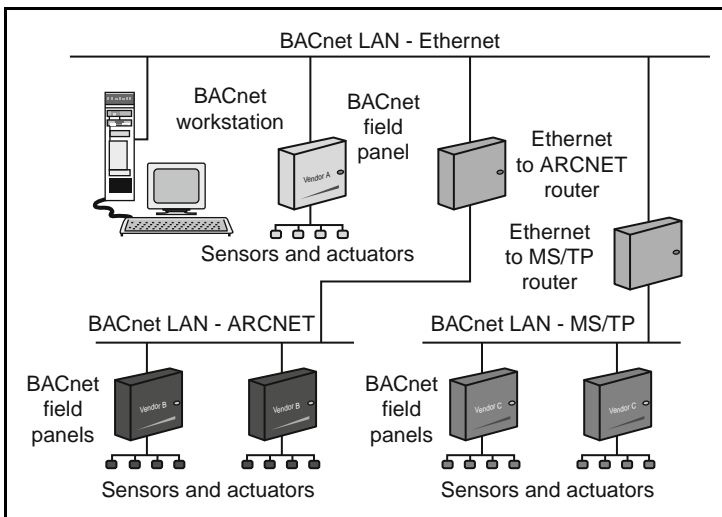 BACnet LAN - Ethernet
BACnet
workstation
BACnet
field
panel
Vendor A
Sensors and actuators
Ethernet
to ARCNET
router
Ethernet
to MS/TP
router
BACnet LAN - ARCNET
BACnet
field
panels
Vendor B
Vendor B
Sensors and actuators
BACnet LAN - MS/TP
BACnet
field
panels
Vendor C
Vendor C
Sensors and actuators